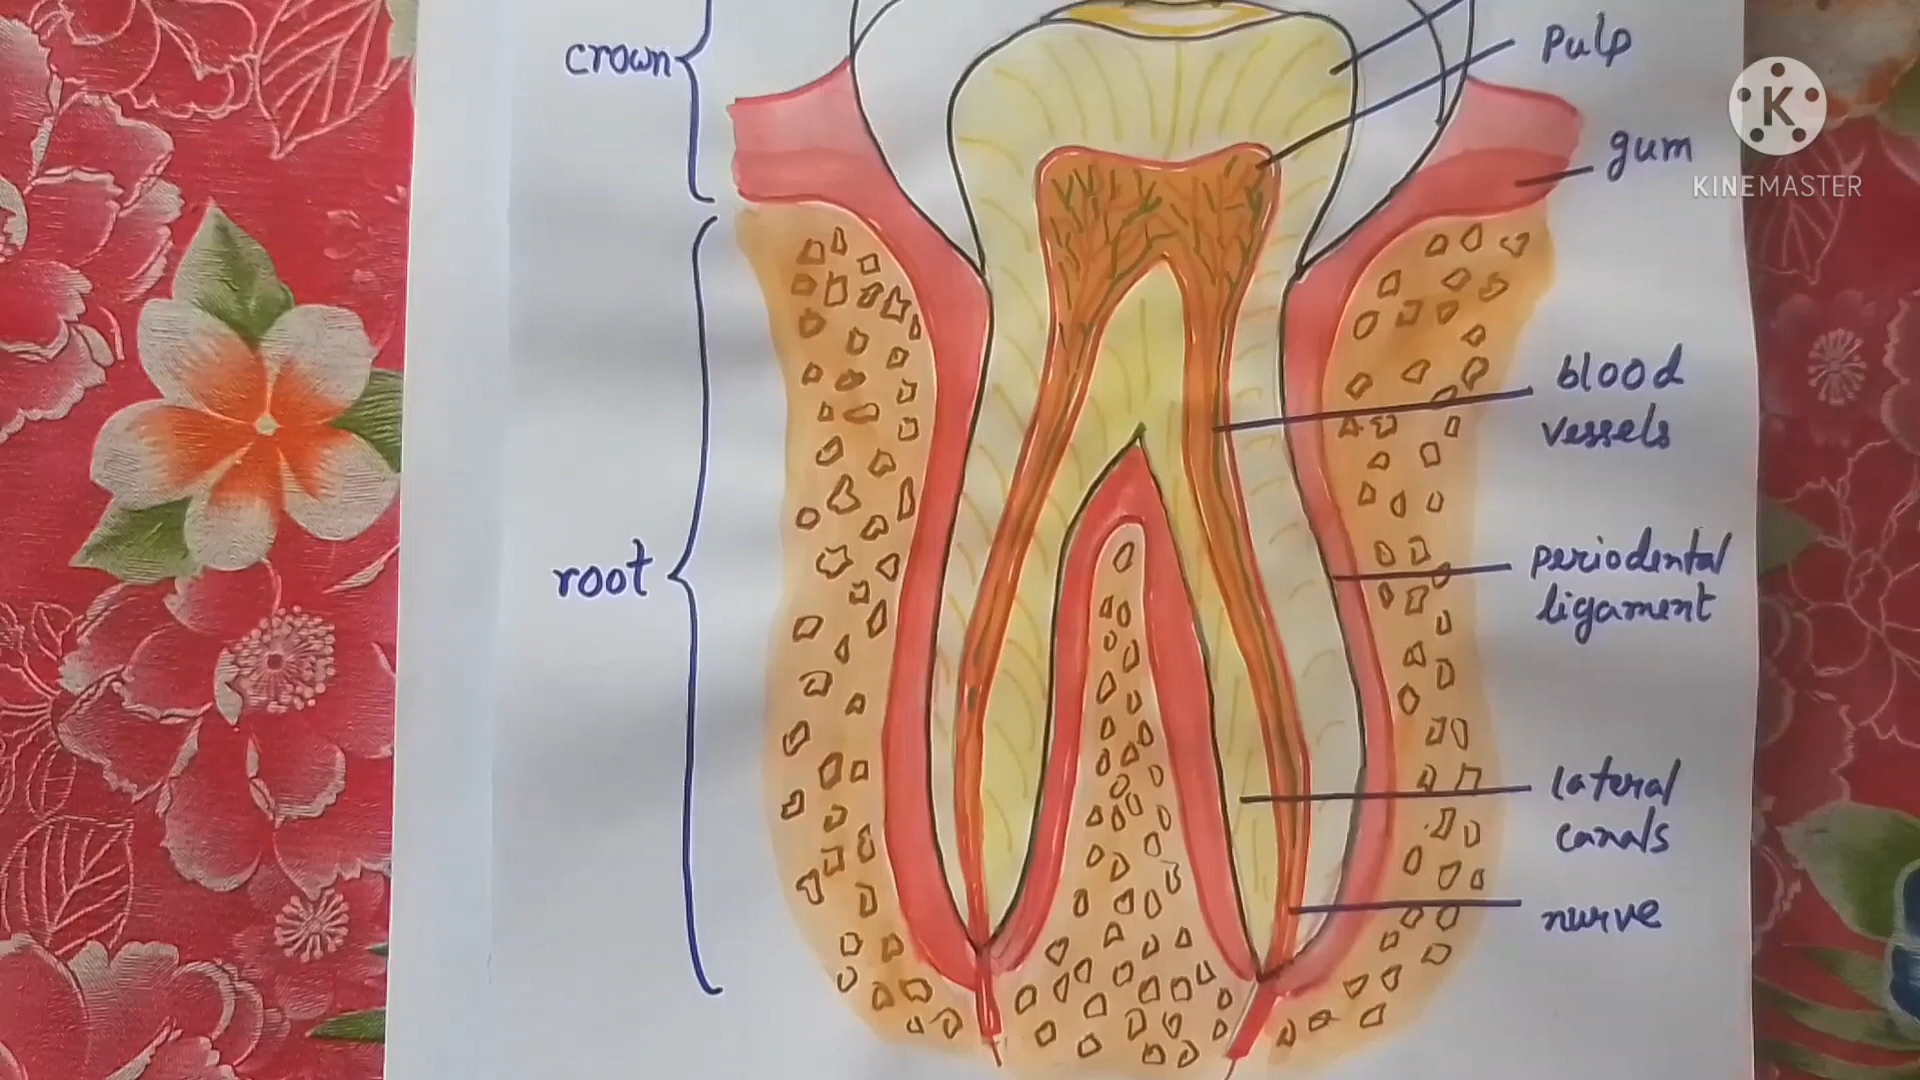 crown
pulp
gum
KINEMASTER
blood
vessels
root
periodental
ligament
lateral
canals
nurve